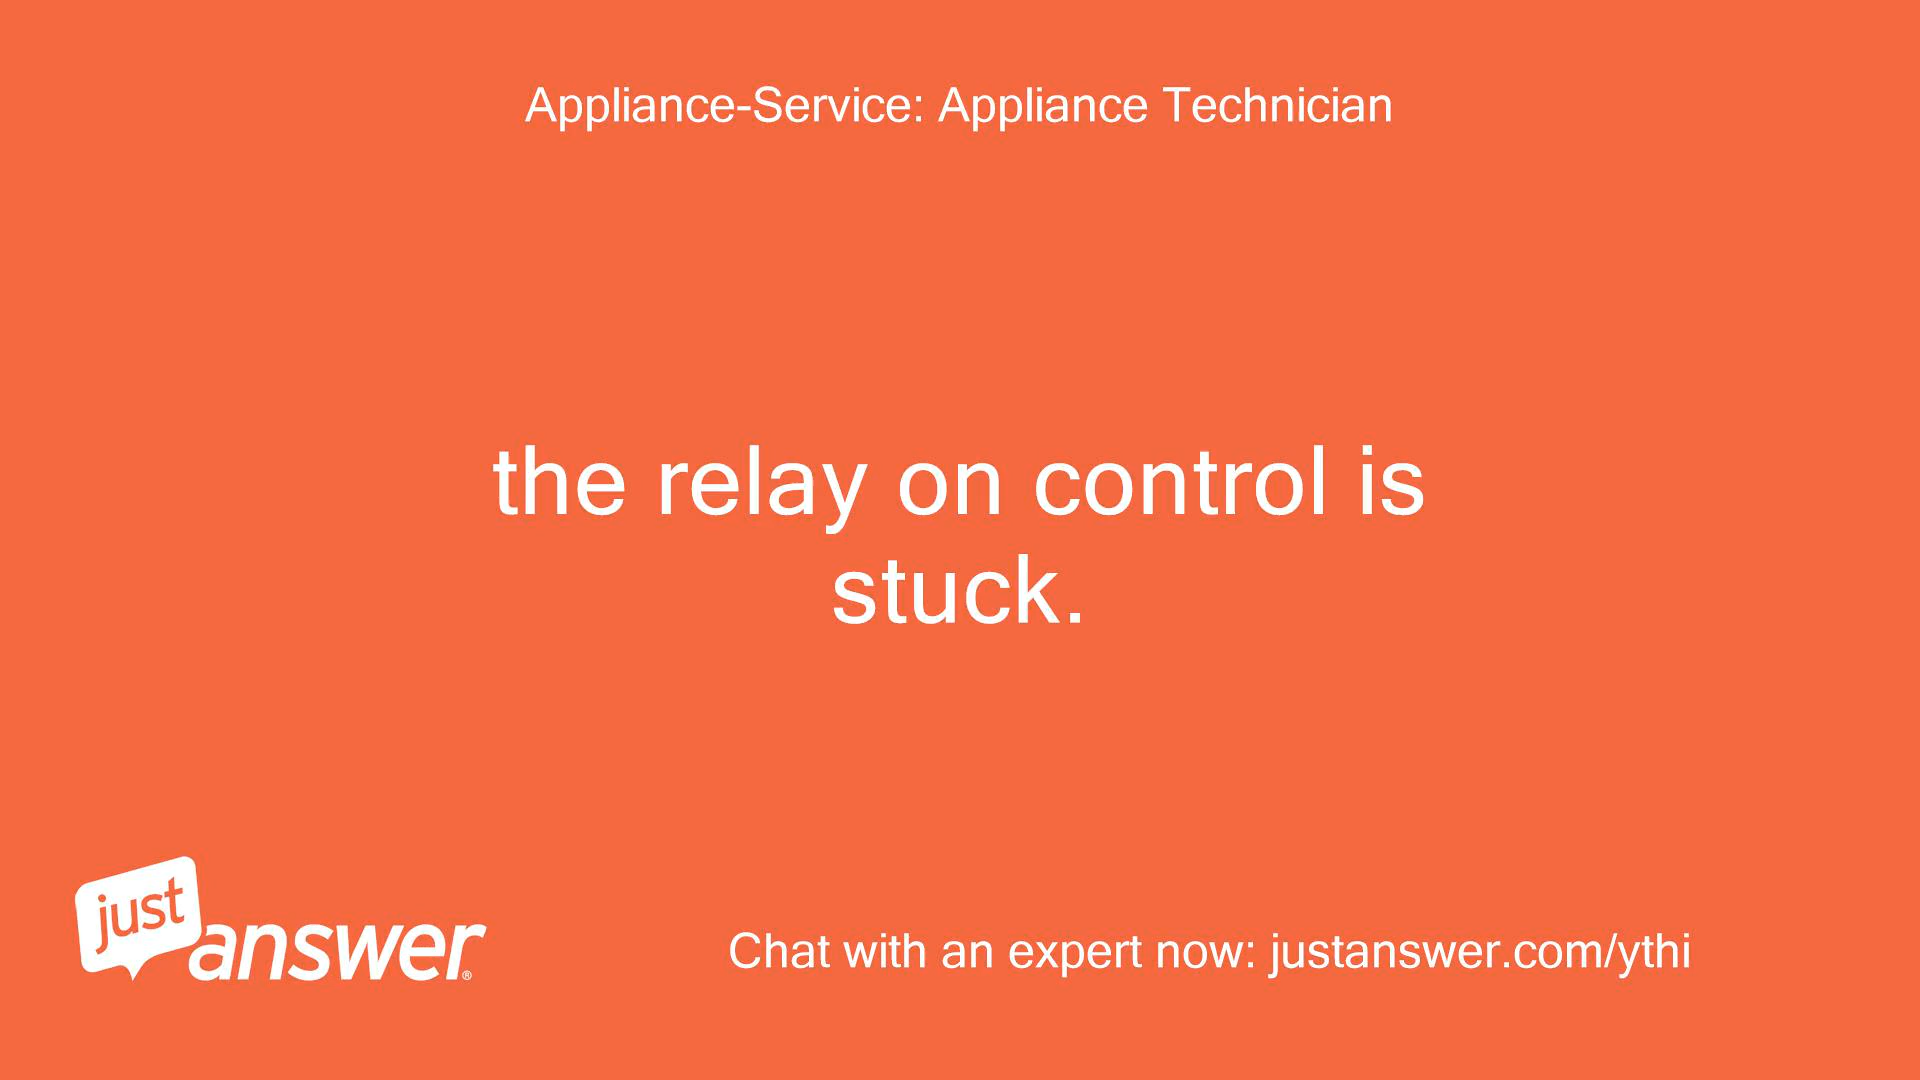 Appliance-Service: Appliance Technician
the relay on control is
stuck.
just
answer®
Chat with an expert now: justanswer.com/ythi